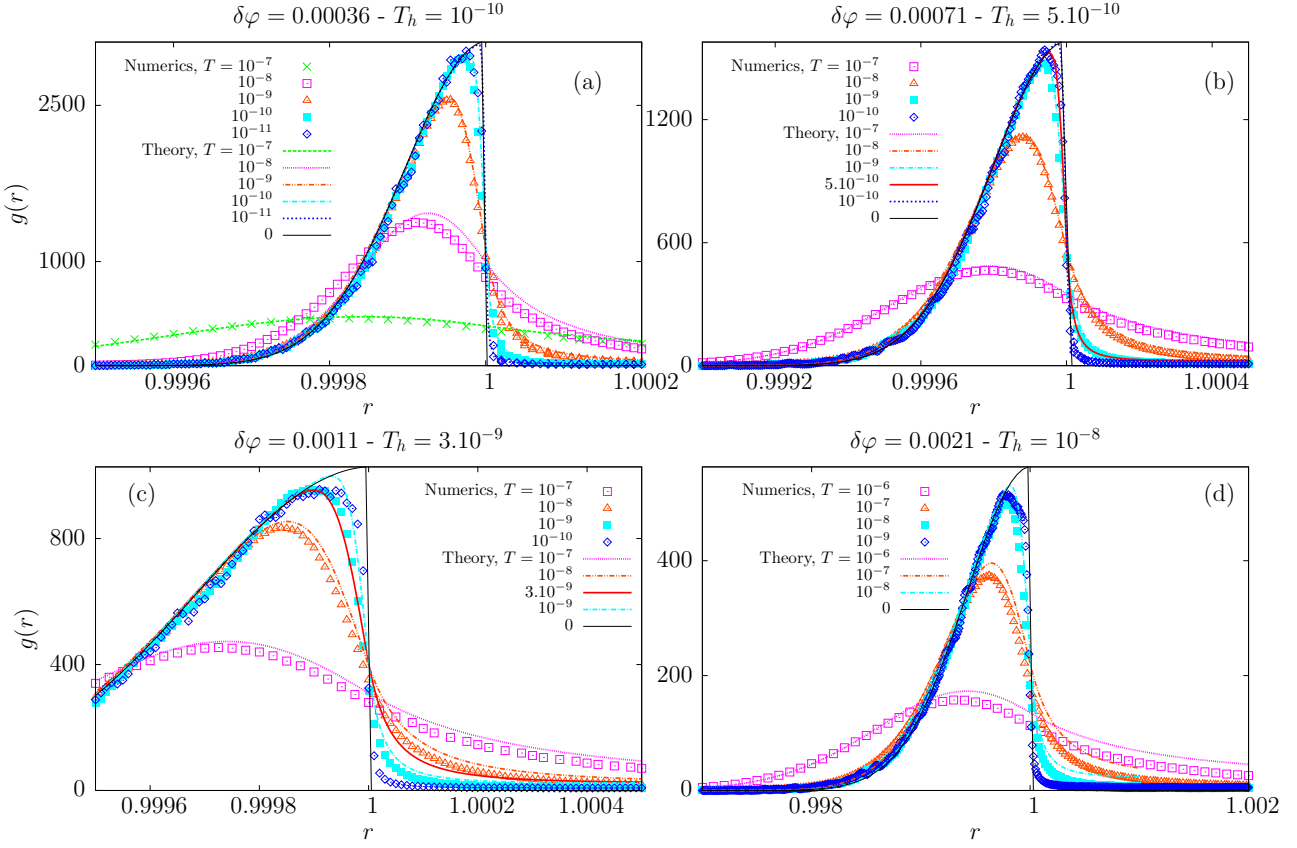 δφ = 0.00036 - T_h = 10^{-10}
(a)
Numerics, T = 10^{-7}
10^{-8}
10^{-9}
10^{-10}
10^{-11}
Theory, T = 10^{-7}
10^{-8}
10^{-9}
10^{-10}
10^{-11}
0
g(r)
2500
1000
0
0.9996
0.9998
1
1.0002
r
δφ = 0.00071 - T_h = 5.10^{-10}
(b)
Numerics, T = 10^{-7}
10^{-8}
10^{-9}
10^{-10}
Theory, 10^{-7}
10^{-8}
10^{-9}
5.10^{-10}
10^{-10}
0
1200
600
0
0.9992
0.9996
1
1.0004
r
δφ = 0.0011 - T_h = 3.10^{-9}
(c)
Numerics, T = 10^{-7}
10^{-8}
10^{-9}
10^{-10}
Theory, T = 10^{-7}
10^{-8}
3.10^{-9}
10^{-9}
0
g(r)
800
400
0
0.9996
0.9998
1
1.0002
1.0004
r
δφ = 0.0021 - T_h = 10^{-8}
(d)
Numerics, T = 10^{-6}
10^{-7}
10^{-8}
10^{-9}
Theory, T = 10^{-6}
10^{-7}
10^{-8}
0
400
200
0
0.998
1
1.002
r